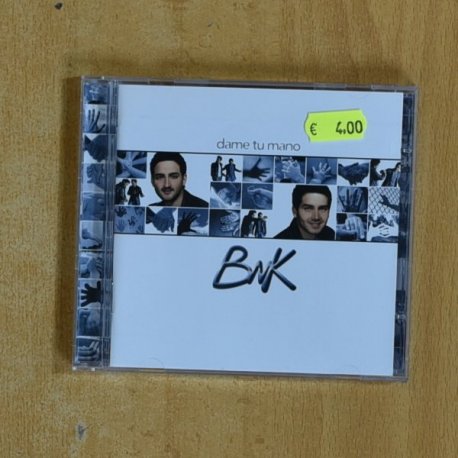 € 4.00
dame tu mano
BNK